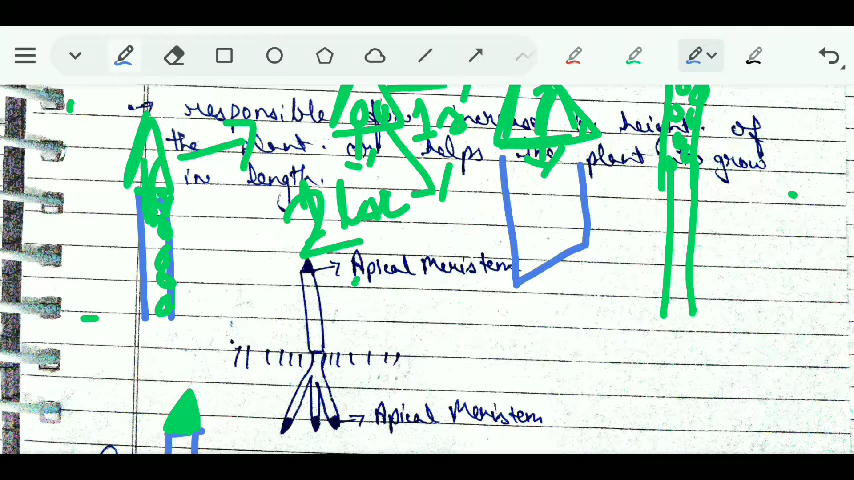 responsible for increase in height of
the plant. and helps the plant to grow
in length.
Apical Meristem
Apical Meristem